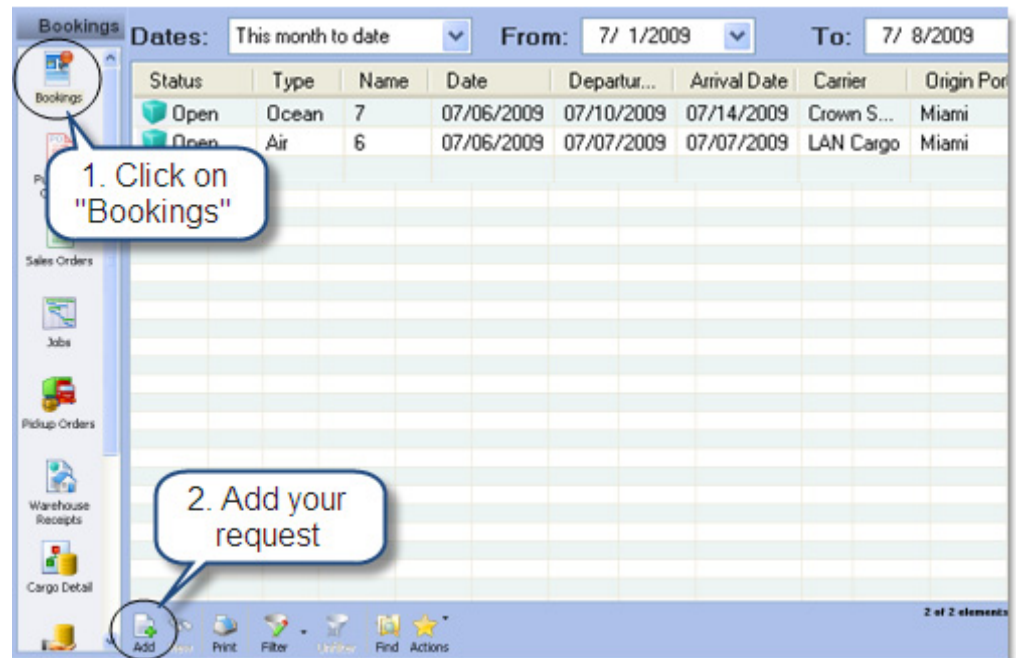 Bookings
Dates: This month to date From: 7/ 1/2009 To: 7/ 8/2009
Status Type Name Date Departur... Arrival Date Carrier Origin Por
Open Ocean 7 07/06/2009 07/10/2009 07/14/2009 Crown S... Miami
Open Air 6 07/06/2009 07/07/2009 07/07/2009 LAN Cargo Miami
Bookings
1. Click on
"Bookings"
Sales Orders
Jobs
Pickup Orders
Warehouse
Receipts
Cargo Detail
2. Add your
request
2 of 2 elements
Add Print Filter Unfilter Find Actions